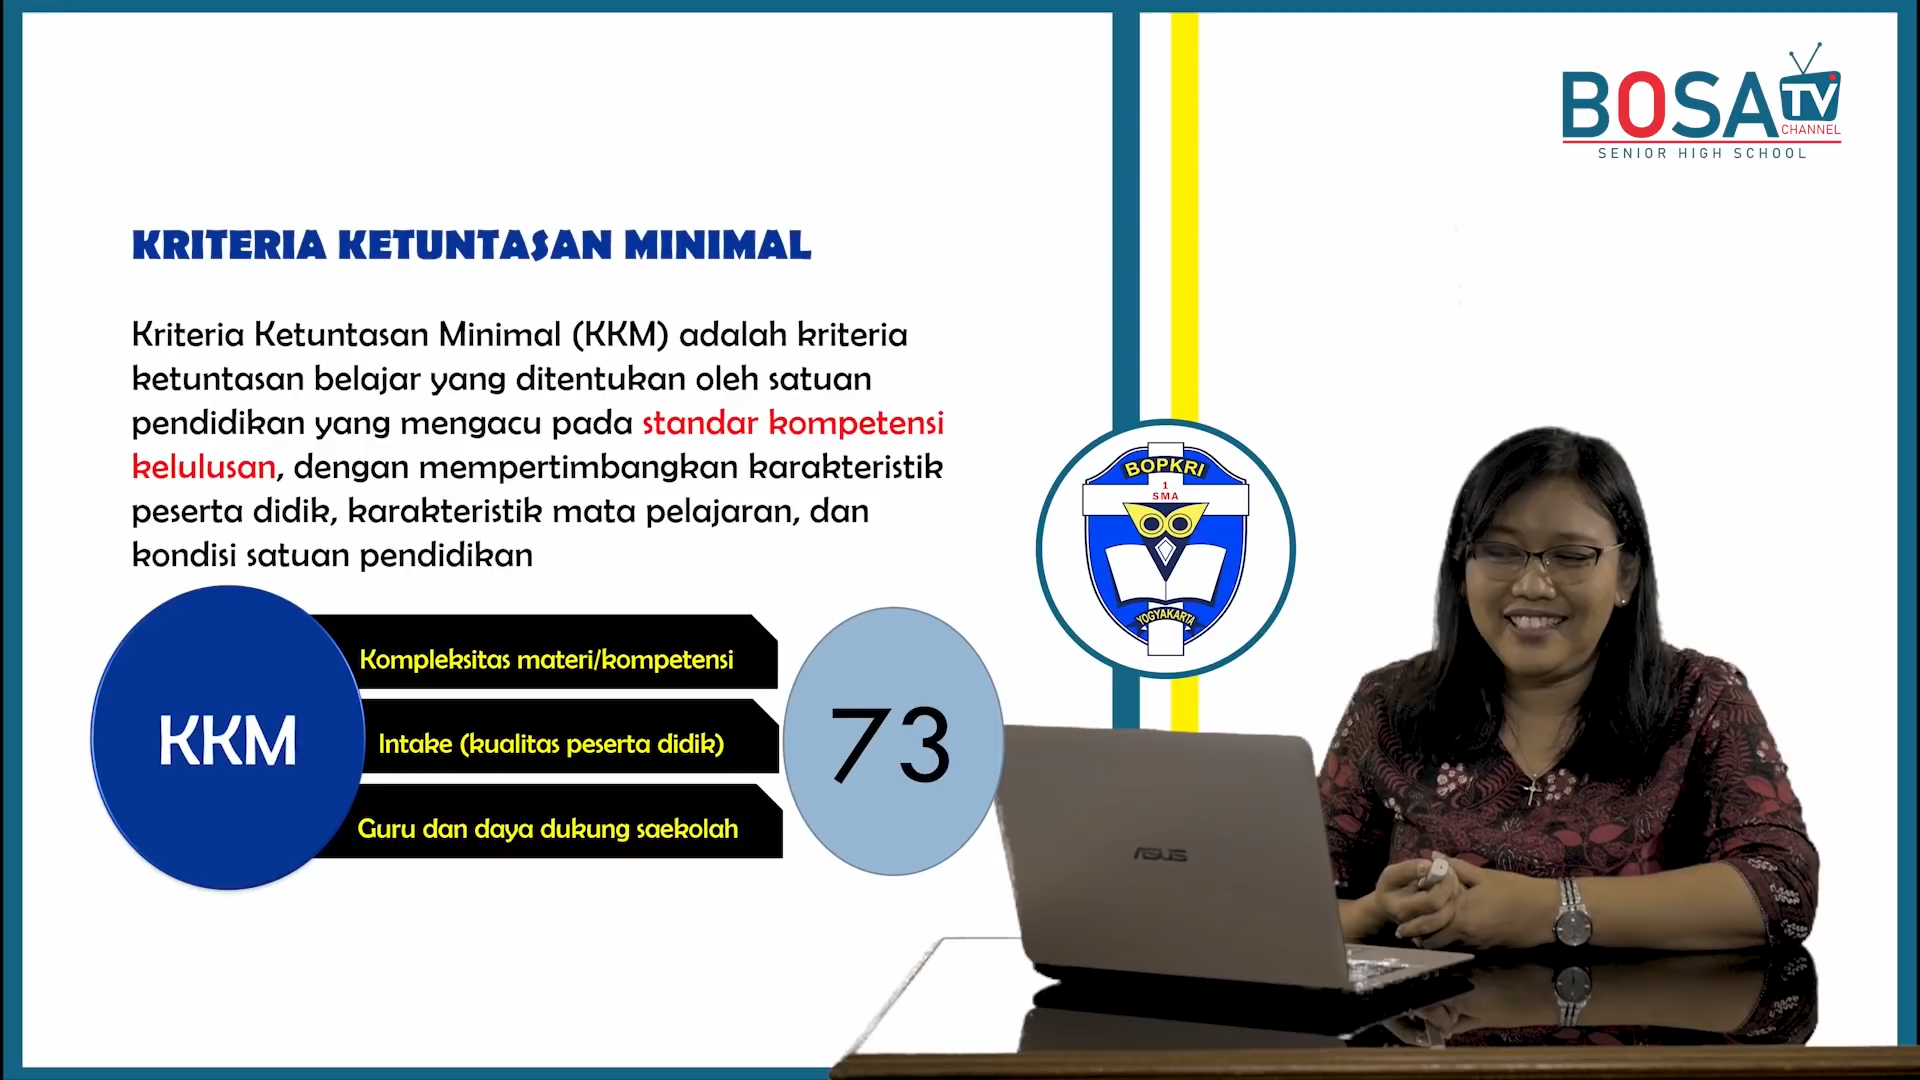 BOSA TV
CHANNEL
SENIOR HIGH SCHOOL
KRITERIA KETUNTASAN MINIMAL
Kriteria Ketuntasan Minimal (KKM) adalah kriteria
ketuntasan belajar yang ditentukan oleh satuan
pendidikan yang mengacu pada standar kompetensi
kelulusan, dengan mempertimbangkan karakteristik
peserta didik, karakteristik mata pelajaran, dan
kondisi satuan pendidikan
KKM
Kompleksitas materi/kompetensi
Intake (kualitas peserta didik)
Guru dan daya dukung saekolah
73
BOPKRI
1
SMA
YOGYAKARTA
ASUS